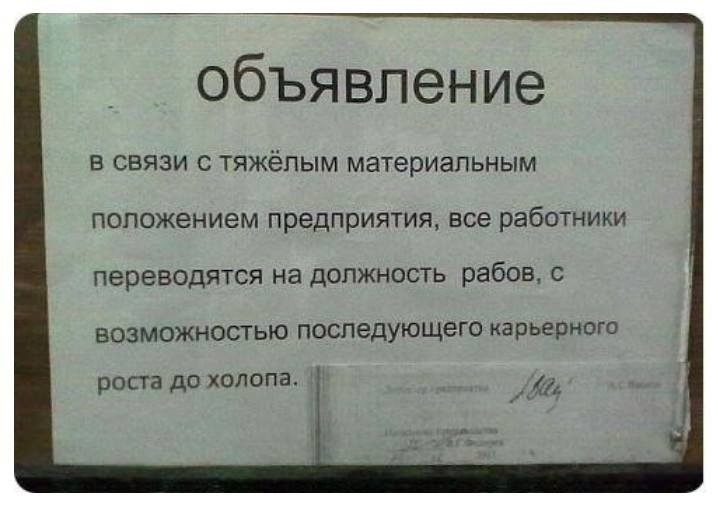 объявление
в связи с тяжёлым материальным
положением предприятия, все работники
переводятся на должность рабов, с
возможностью последующего карьерного
роста до холопа.